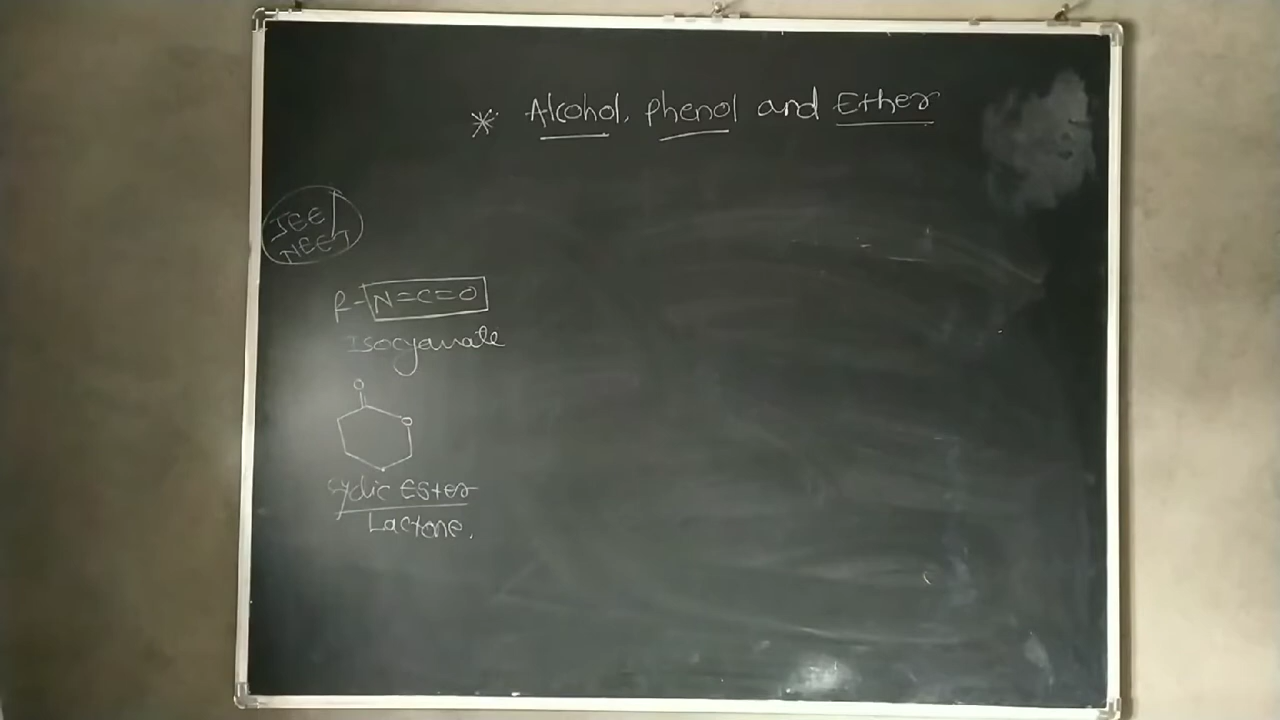 * Alcohol, phenol and Ether
JEE/
NEET
R-N=C=O
Isocyanate
O
O
Cyclic Ester
Lactone.